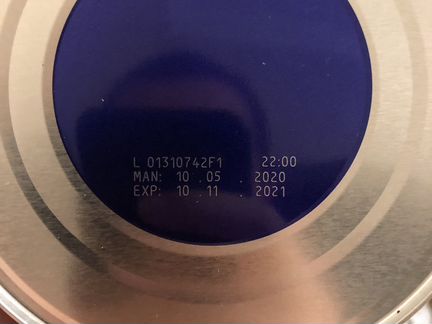 L 01310742F1 22:00
MAN: 10 .05 . 2020
EXP: 10 .11 . 2021